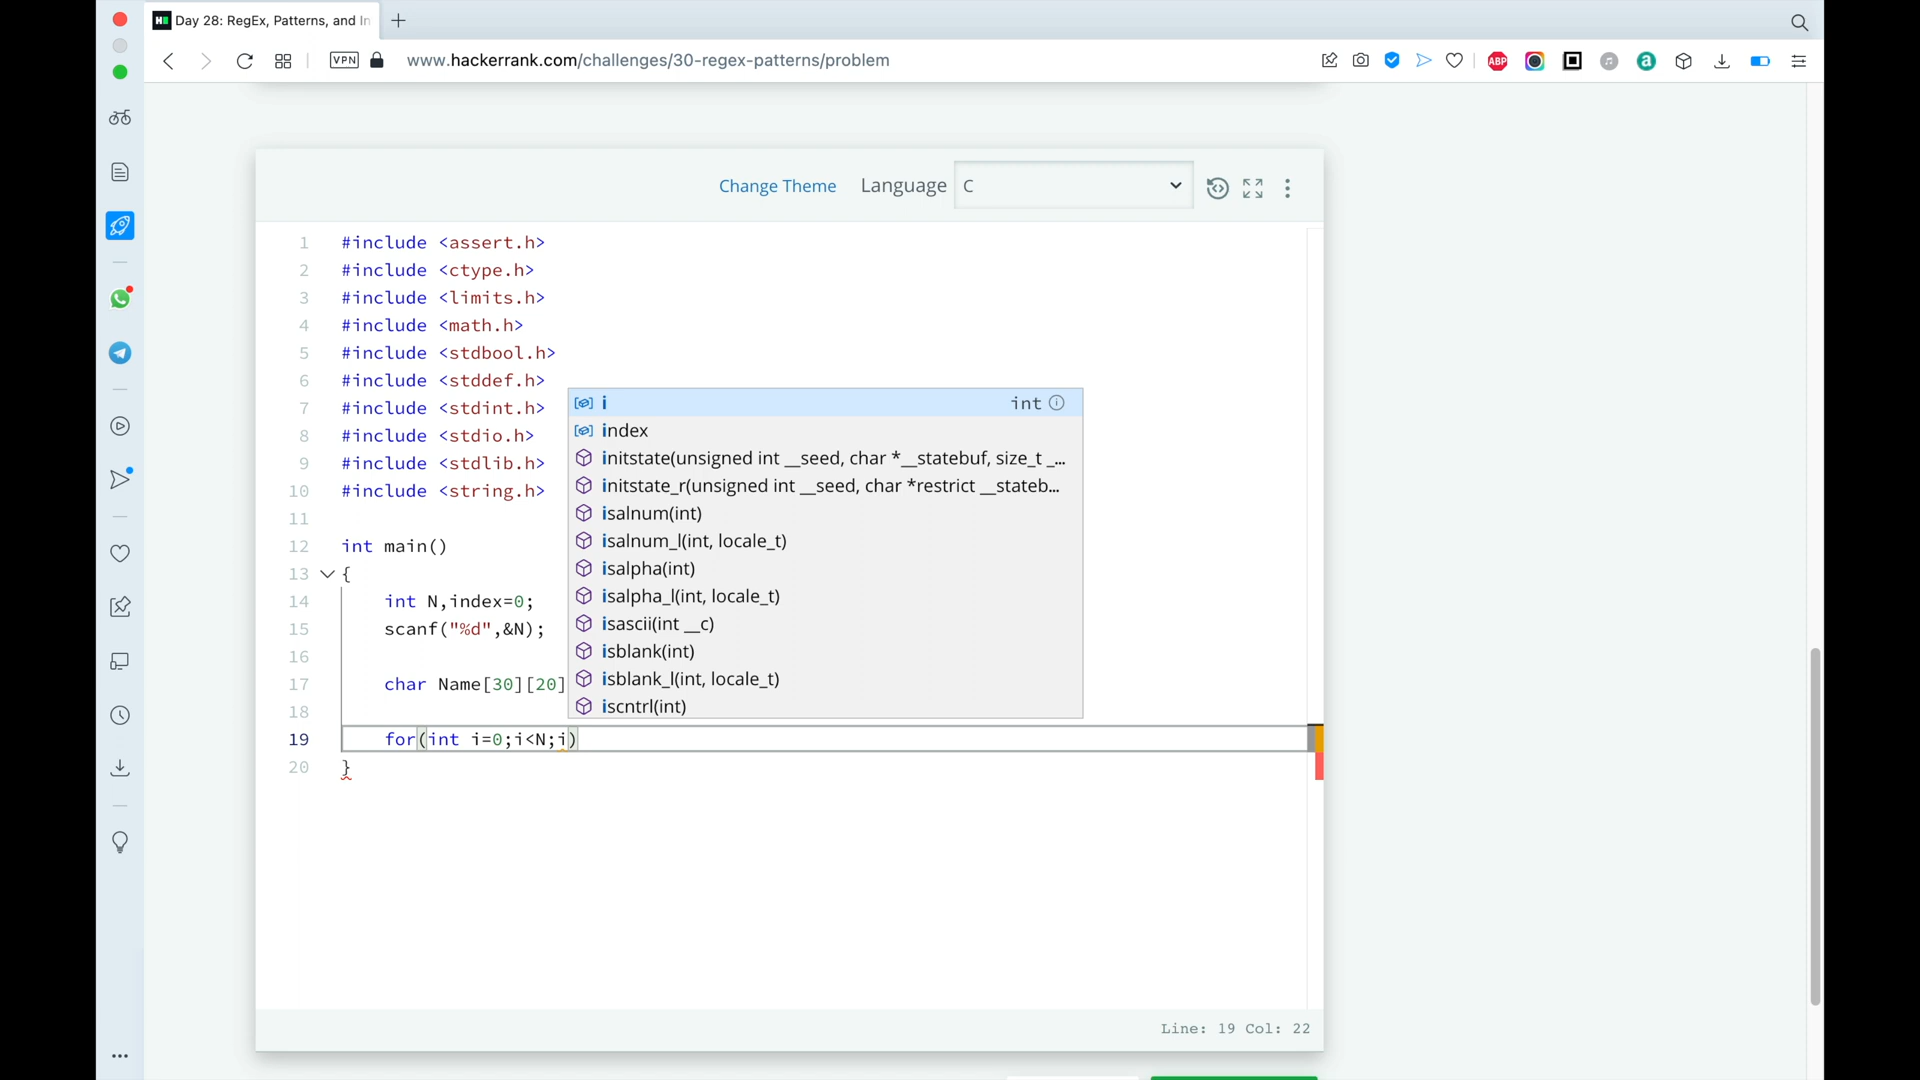 Day 28: RegEx, Patterns, and In
VPN
www.hackerrank.com/challenges/30-regex-patterns/problem
ABP
Change Theme
Language
C
1 #include <assert.h>
2 #include <ctype.h>
3 #include <limits.h>
4 #include <math.h>
5 #include <stdbool.h>
6 #include <stddef.h>
7 #include <stdint.h>
8 #include <stdio.h>
9 #include <stdlib.h>
10 #include <string.h>
11
12 int main()
13 {
14 int N,index=0;
15 scanf("%d",&N);
16
17 char Name[30][20]
18
19 for(int i=0;i<N;i)
20 }
i int
index
initstate(unsigned int __seed, char *__statebuf, size_t _...
initstate_r(unsigned int __seed, char *restrict __stateb...
isalnum(int)
isalnum_l(int, locale_t)
isalpha(int)
isalpha_l(int, locale_t)
isascii(int __c)
isblank(int)
isblank_l(int, locale_t)
iscntrl(int)
Line: 19 Col: 22